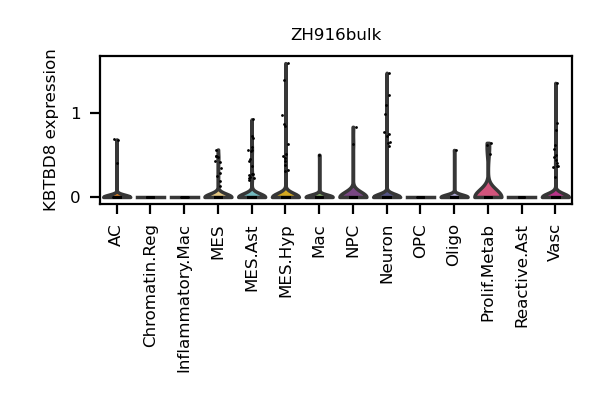 ZH916bulk
KBTBD8 expression
1
0
AC
Chromatin.Reg
Inflammatory.Mac
MES
MES.Ast
MES.Hyp
Mac
NPC
Neuron
OPC
Oligo
Prolif.Metab
Reactive.Ast
Vasc